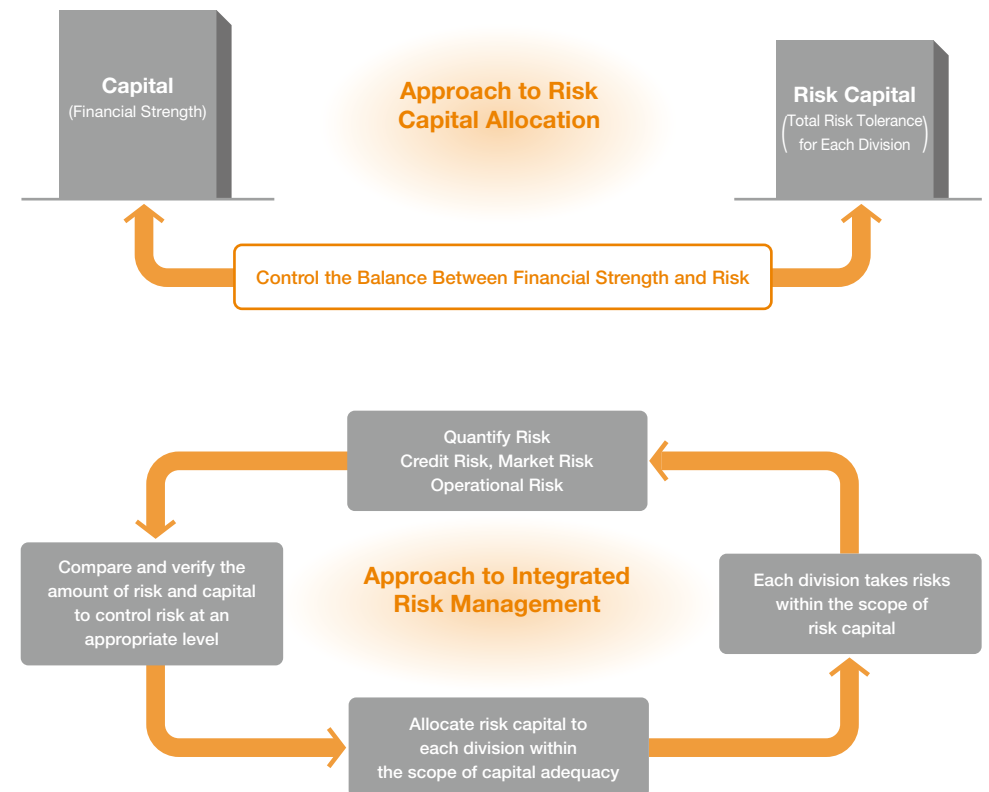 Capital
(Financial Strength)
Approach to Risk
Capital Allocation
Risk Capital
(Total Risk Tolerance
for Each Division)
Control the Balance Between Financial Strength and Risk
Quantify Risk
Credit Risk, Market Risk
Operational Risk
Compare and verify the
amount of risk and capital
to control risk at an
appropriate level
Approach to Integrated
Risk Management
Each division takes risks
within the scope of
risk capital
Allocate risk capital to
each division within
the scope of capital adequacy